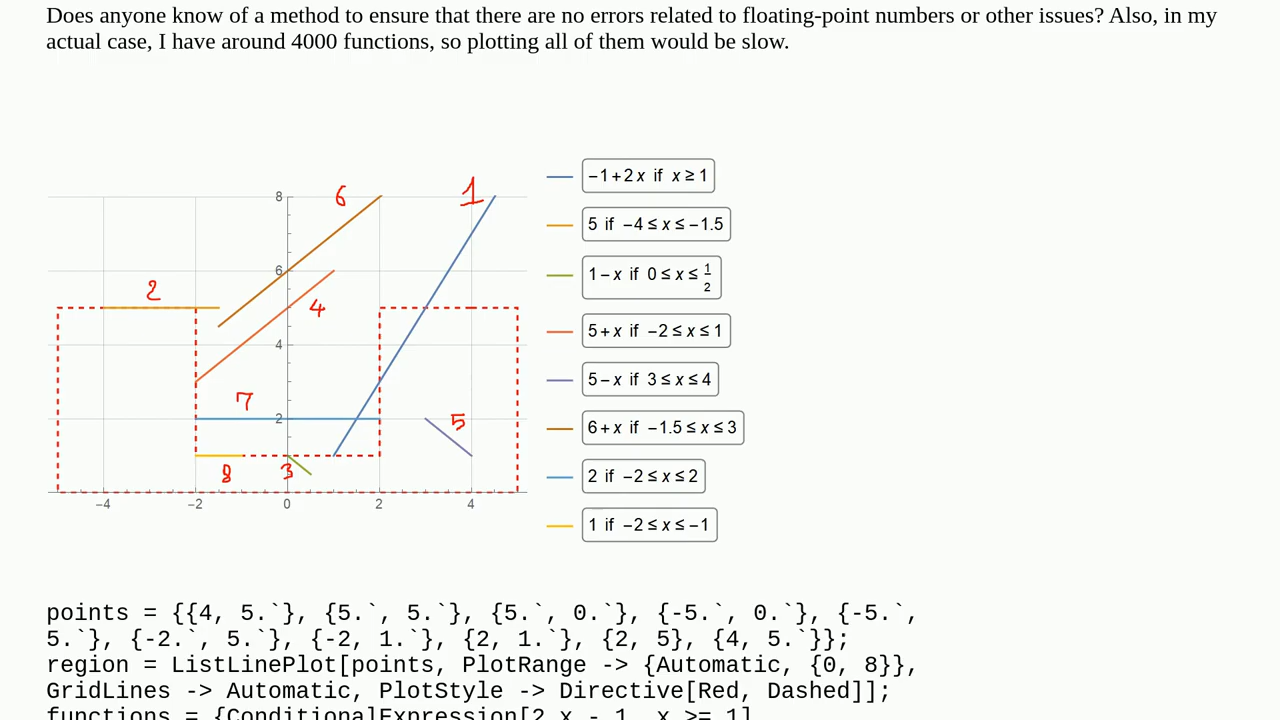 Does anyone know of a method to ensure that there are no errors related to floating-point numbers or other issues? Also, in my
actual case, I have around 4000 functions, so plotting all of them would be slow.
8
6
4
2
−4
−2
0
2
4
6
1
2
4
7
5
8
3
−1+2x if x≥1
5 if −4≤x≤−1.5
1−x if 0≤x≤1/2
5+x if −2≤x≤1
5−x if 3≤x≤4
6+x if −1.5≤x≤3
2 if −2≤x≤2
1 if −2≤x≤−1
points = {{4, 5.`}, {5.`, 5.`}, {5.`, 0.`}, {-5.`, 0.`}, {-5.`,
5.`}, {-2.`, 5.`}, {-2, 1.`}, {2, 1.`}, {2, 5}, {4, 5.`}};
region = ListLinePlot[points, PlotRange -> {Automatic, {0, 8}},
GridLines -> Automatic, PlotStyle -> Directive[Red, Dashed]];
functions = {ConditionalExpression[2 x - 1, x >= 1]